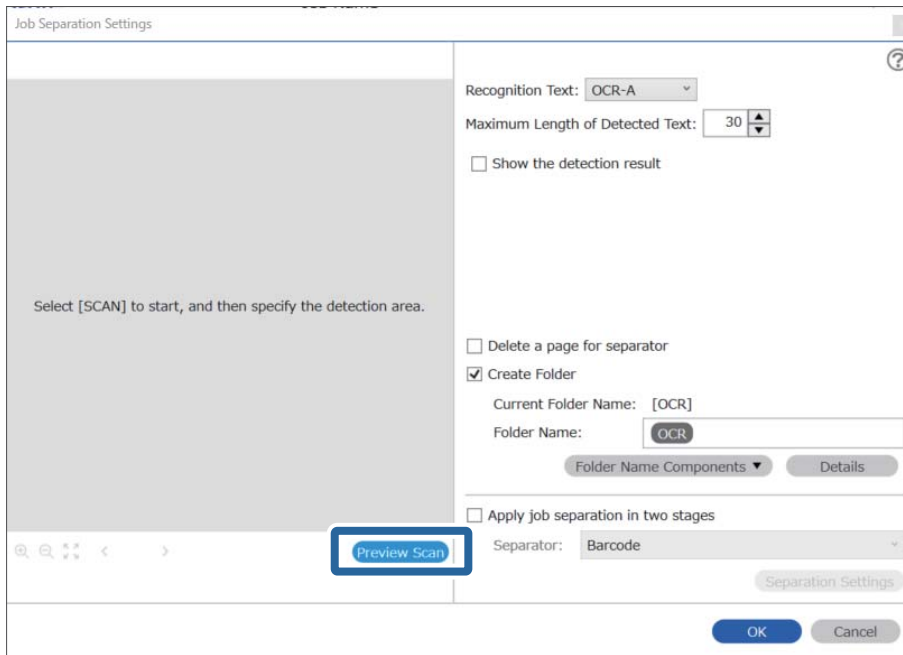 Job Separation Settings
Recognition Text: OCR-A
Maximum Length of Detected Text: 30
Show the detection result
Select [SCAN] to start, and then specify the detection area.
Delete a page for separator
Create Folder
Current Folder Name: [OCR]
Folder Name: OCR
Folder Name Components ▼ Details
Apply job separation in two stages
Preview Scan
Separator: Barcode
Separation Settings
OK Cancel